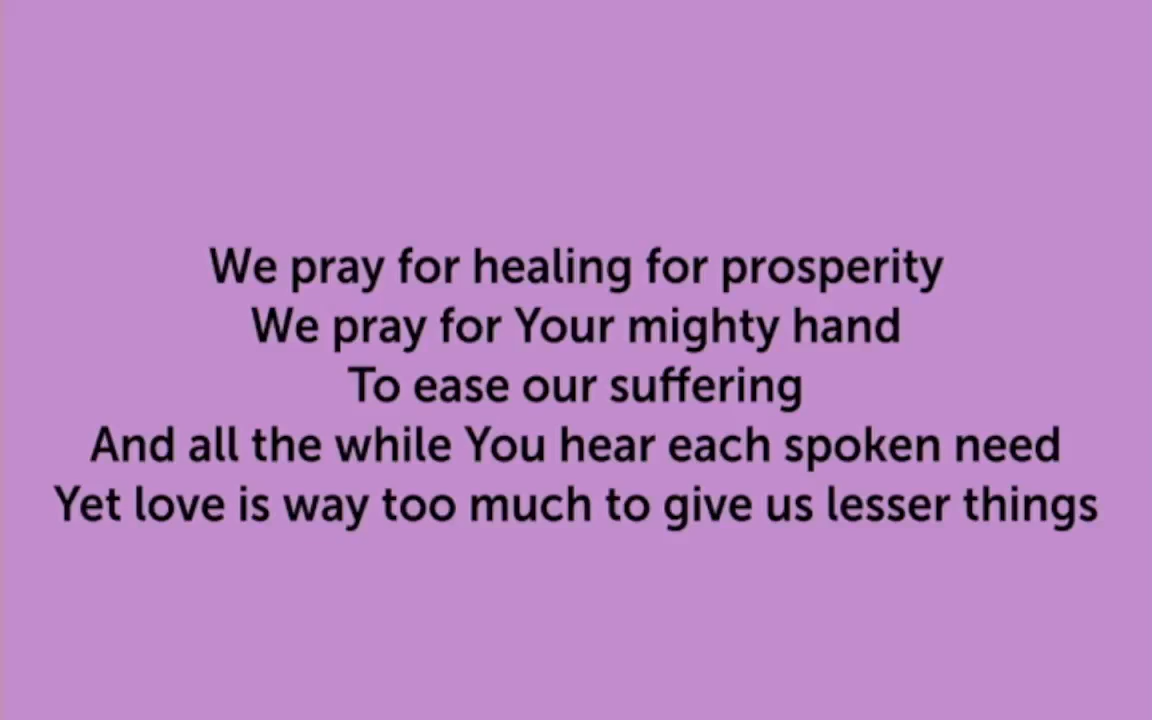 We pray for healing for prosperity
We pray for Your mighty hand
To ease our suffering
And all the while You hear each spoken need
Yet love is way too much to give us lesser things